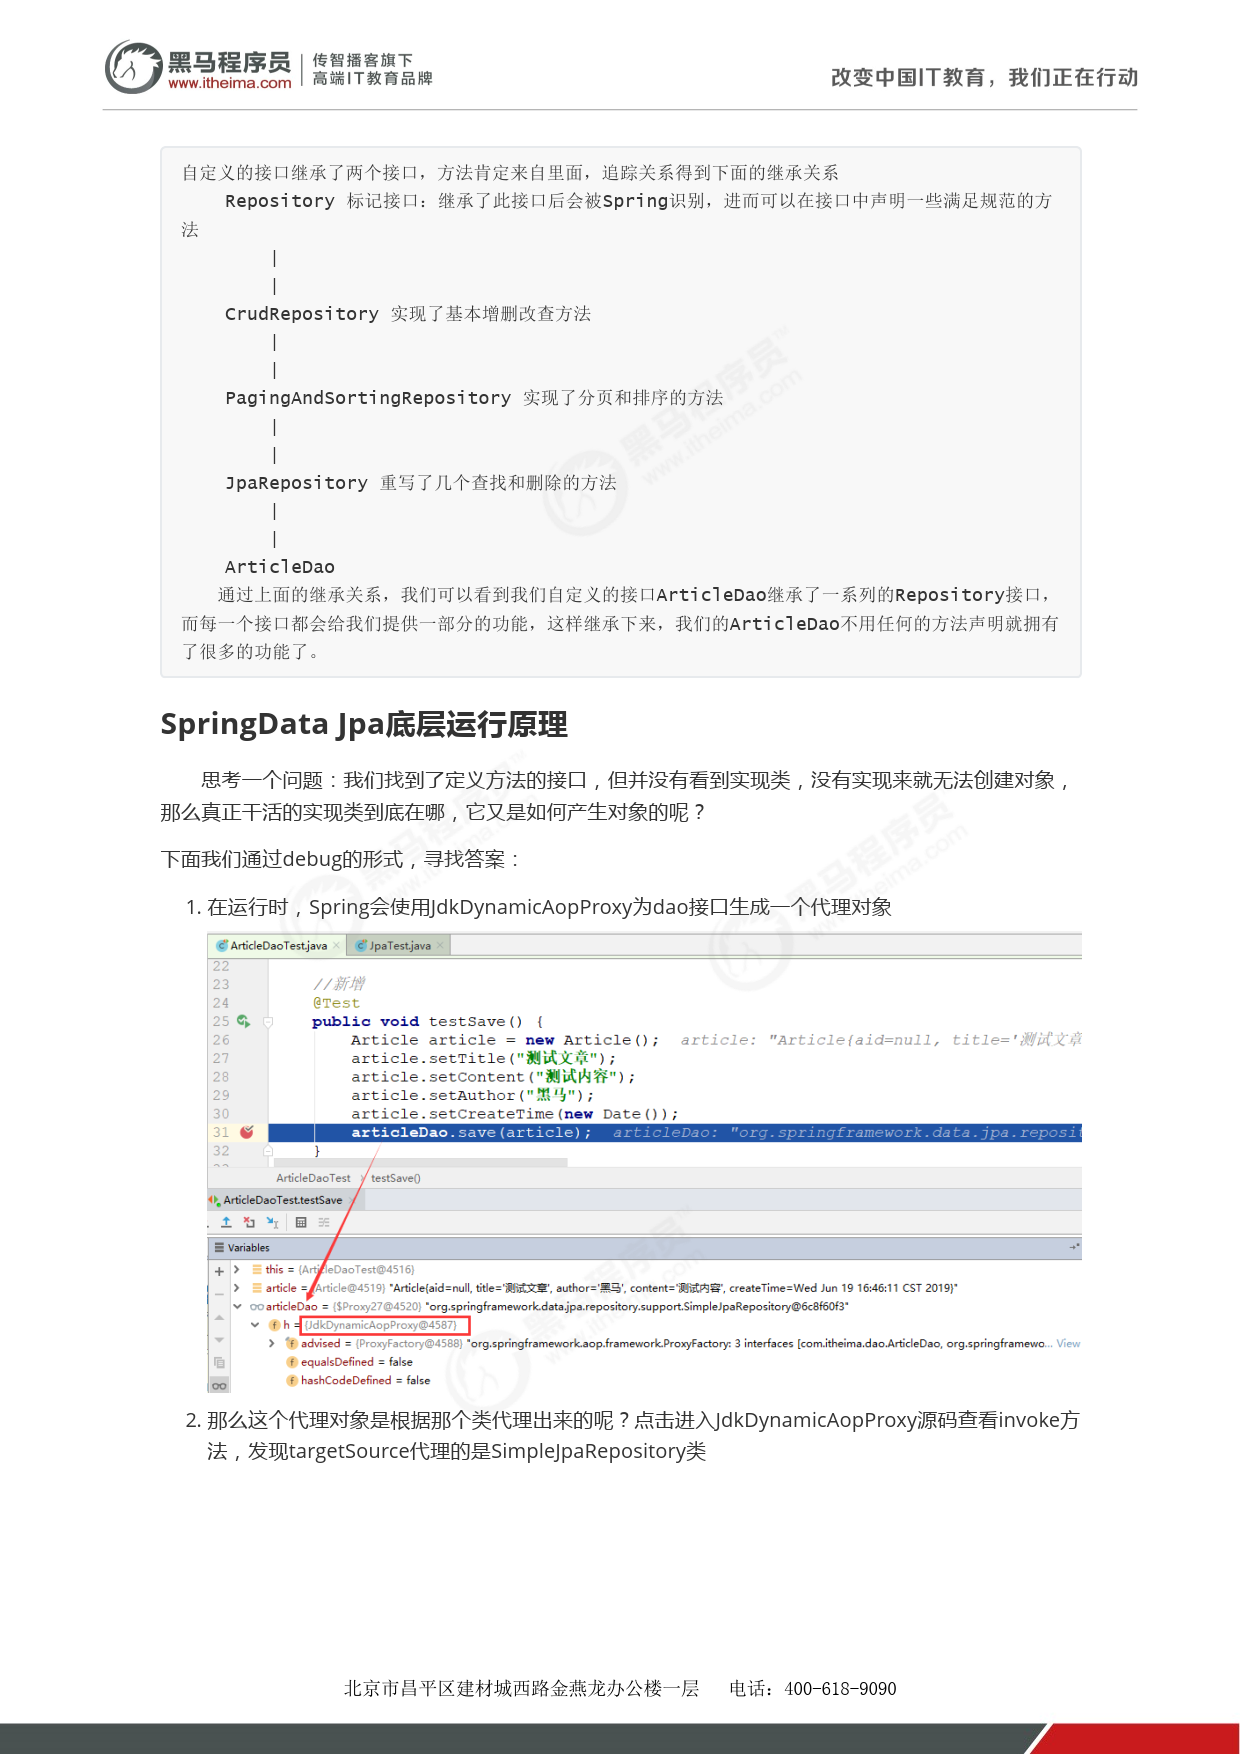 黑马程序员
www.itheima.com
传智播客旗下
高端IT教育品牌
改变中国IT教育，我们正在行动
自定义的接口继承了两个接口，方法肯定来自里面，追踪关系得到下面的继承关系
Repository 标记接口：继承了此接口后会被Spring识别，进而可以在接口中声明一些满足规范的方
法
|
|
CrudRepository 实现了基本增删改查方法
|
|
PagingAndSortingRepository 实现了分页和排序的方法
|
|
JpaRepository 重写了几个查找和删除的方法
|
|
ArticleDao
通过上面的继承关系，我们可以看到我们自定义的接口ArticleDao继承了一系列的Repository接口，
而每一个接口都会给我们提供一部分的功能，这样继承下来，我们的ArticleDao不用任何的方法声明就拥有
了很多的功能了。
SpringData Jpa底层运行原理
思考一个问题：我们找到了定义方法的接口，但并没有看到实现类，没有实现来就无法创建对象，
那么真正干活的实现类到底在哪，它又是如何产生对象的呢？
下面我们通过debug的形式，寻找答案：
1. 在运行时，Spring会使用JdkDynamicAopProxy为dao接口生成一个代理对象
ArticleDaoTest.java × JpaTest.java ×
22
23 //新增
24 @Test
25 public void testSave() {
26 Article article = new Article(); article: "Article{aid=null, title='测试文章
27 article.setTitle("测试文章");
28 article.setContent("测试内容");
29 article.setAuthor("黑马");
30 article.setCreateTime(new Date());
31 articleDao.save(article); articleDao: "org.springframework.data.jpa.reposit
32 }
ArticleDaoTest › testSave()
ArticleDaoTest.testSave
Variables
this = {ArticleDaoTest@4516}
article = {Article@4519} "Article{aid=null, title='测试文章', author='黑马', content='测试内容', createTime=Wed Jun 19 16:46:11 CST 2019}"
articleDao = {$Proxy27@4520} "org.springframework.data.jpa.repository.support.SimpleJpaRepository@6c8f60f3"
h = {JdkDynamicAopProxy@4587}
advised = {ProxyFactory@4588} "org.springframework.aop.framework.ProxyFactory: 3 interfaces [com.itheima.dao.ArticleDao, org.springframewo... View
equalsDefined = false
hashCodeDefined = false
2. 那么这个代理对象是根据那个类代理出来的呢？点击进入JdkDynamicAopProxy源码查看invoke方
法，发现targetSource代理的是SimpleJpaRepository类
北京市昌平区建材城西路金燕龙办公楼一层 电话：400-618-9090